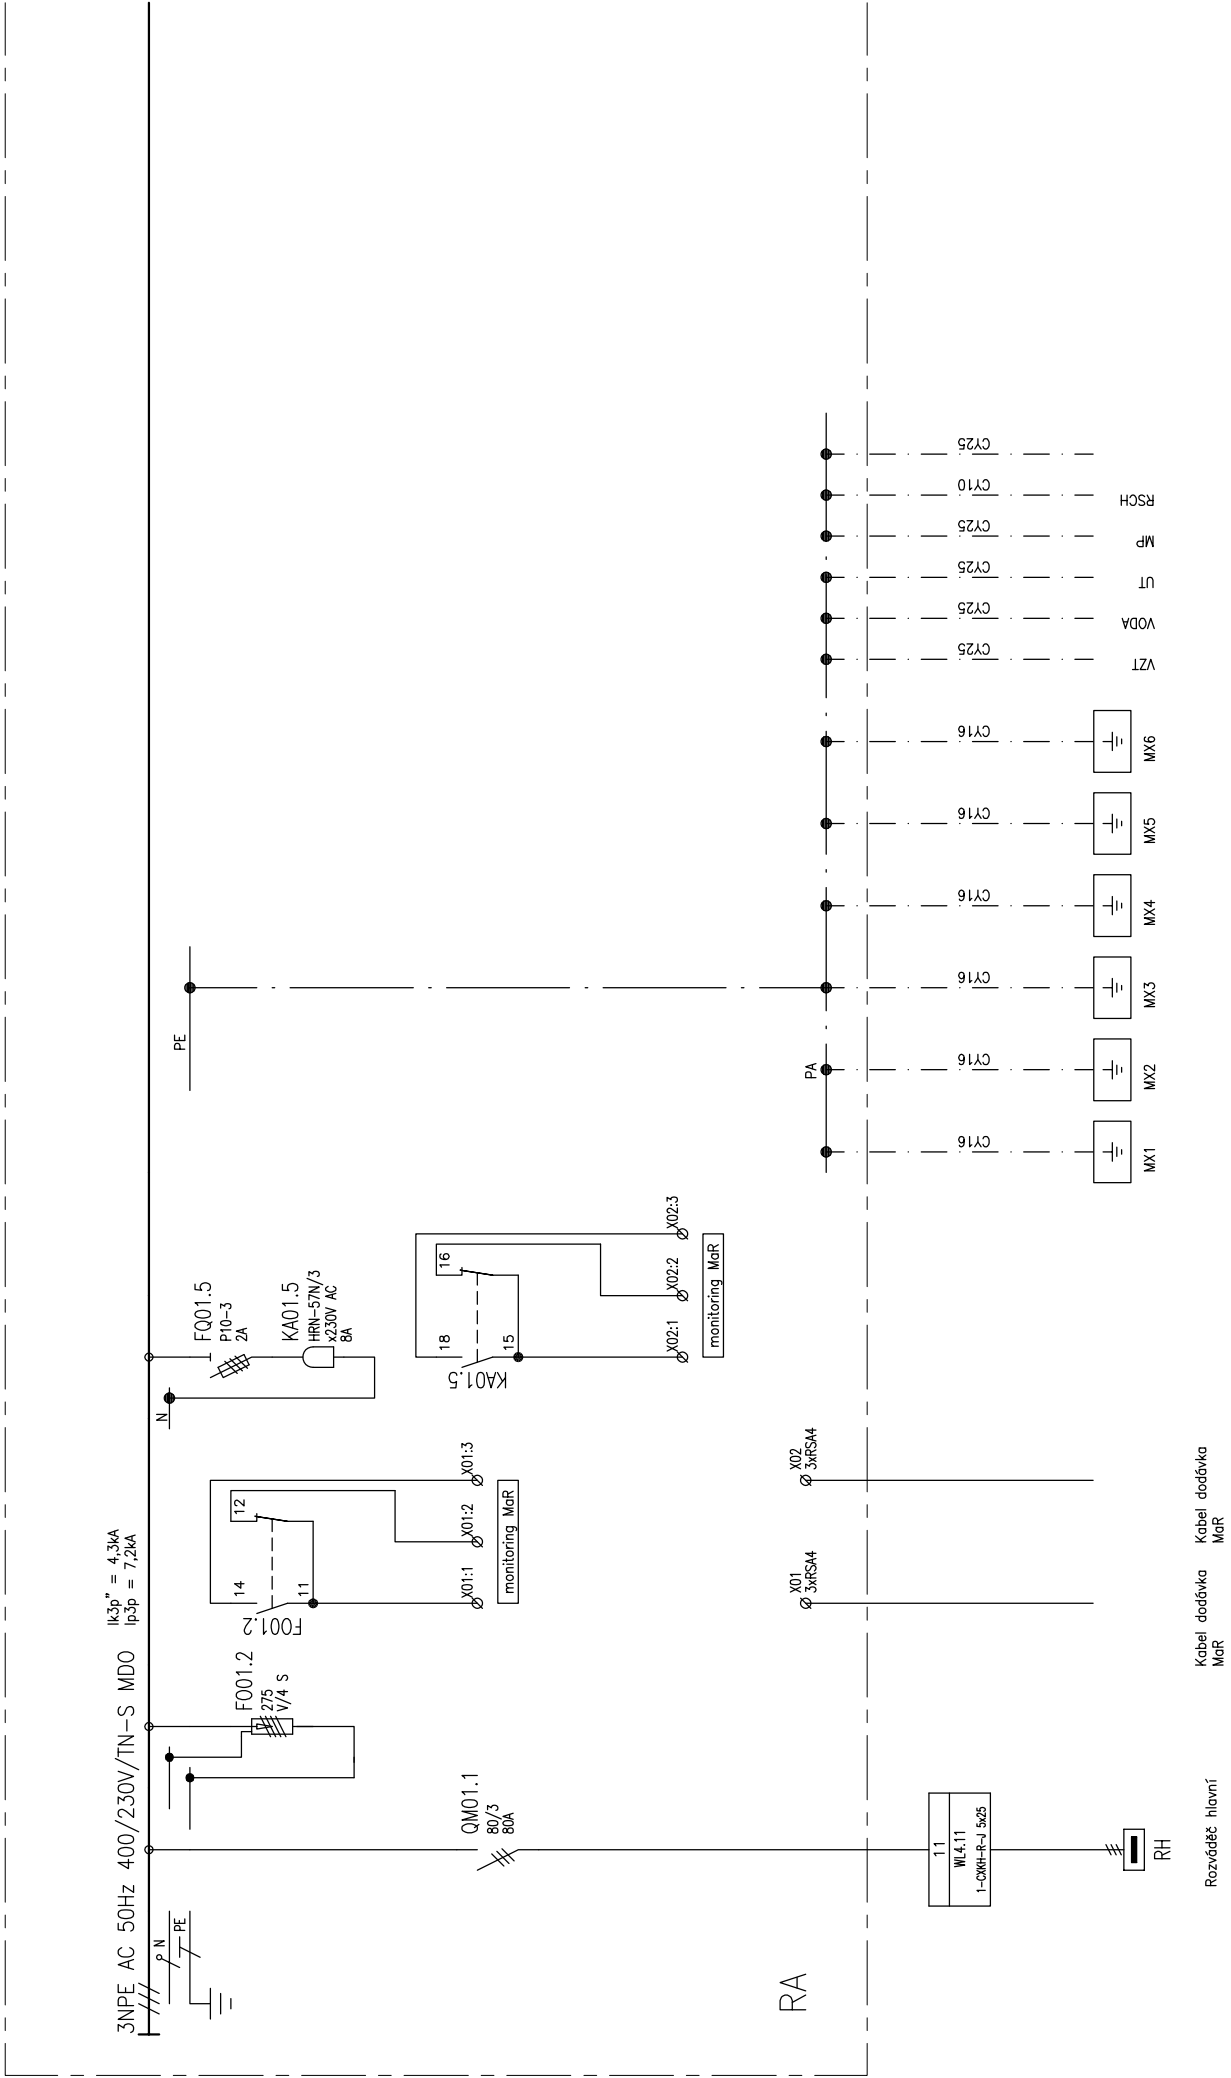 3NPE AC 50Hz 400/230V/TN-S MDO
Ik3p" = 4,3kA
Ip3p = 7,2kA
N
PE
FO01.2
275
V/4 S
QM01.1
80/3
80A
14
12
11
FO01.2
X01:1
X01:2
X01:3
monitoring MaR
N
FQ01.5
P10-3
2A
KA01.5
HRN-57N/3
x230V AC
8A
18
16
15
KA01.5
X02:1
X02:2
X02:3
monitoring MaR
PE
PA
RA
X01
3xRSA4
X02
3xRSA4
CY16
CY16
CY16
CY16
CY16
CY16
CY25
CY25
CY25
CY25
CY10
CY25
11
WL4.11
1-CXKH-R-J 5x25
RH
MX1
MX2
MX3
MX4
MX5
MX6
VZT
VODA
UT
MP
RSCH
Rozváděč hlavní
Kabel dodávka
MaR
Kabel dodávka
MaR